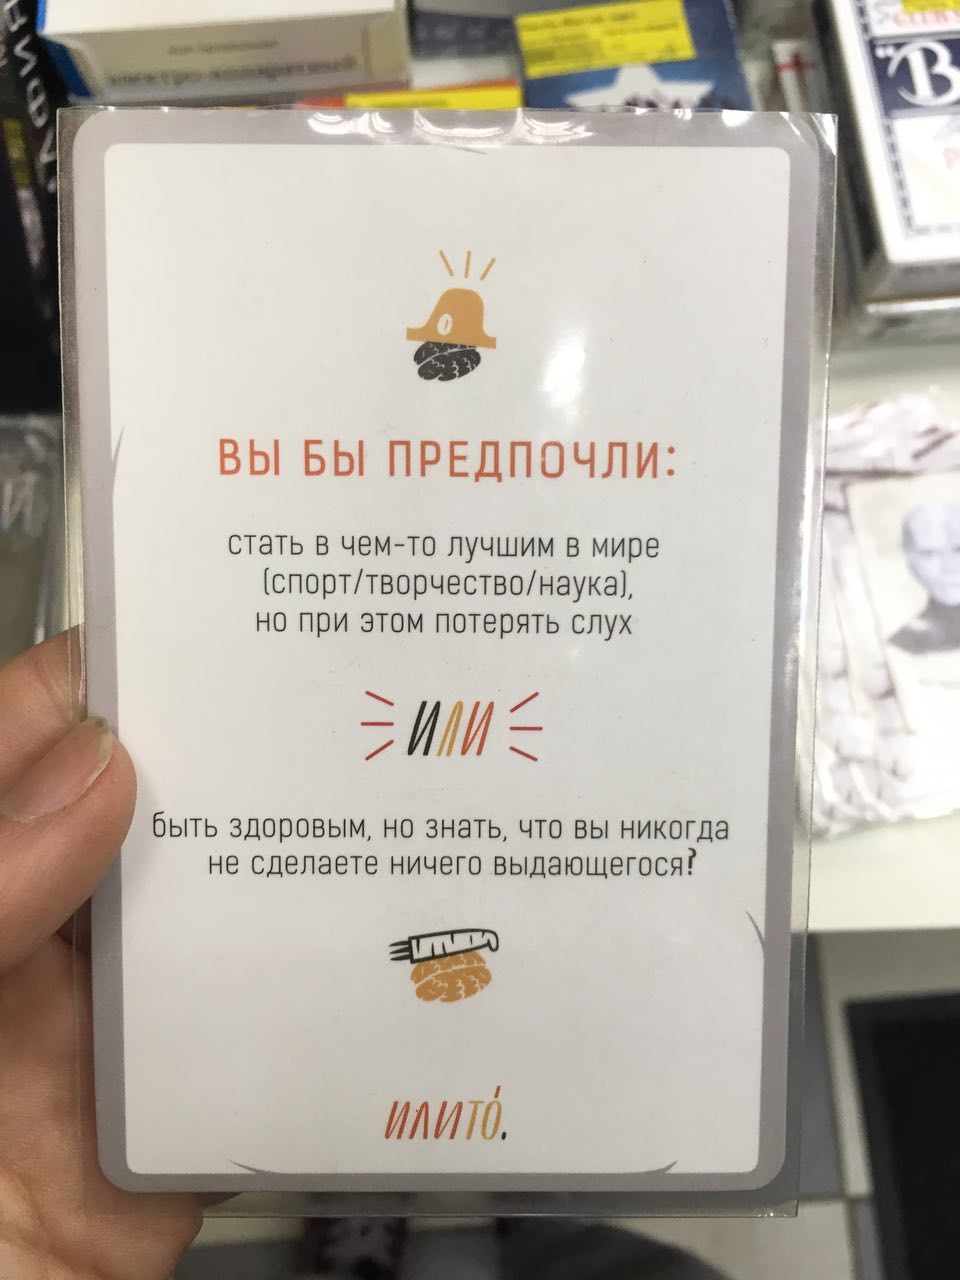 ВЫ БЫ ПРЕДПОЧЛИ:
стать в чем-то лучшим в мире
(спорт/творчество/наука),
но при этом потерять слух
ИЛИ
быть здоровым, но знать, что вы никогда
не сделаете ничего выдающегося?
ИЛИТО́.
"B